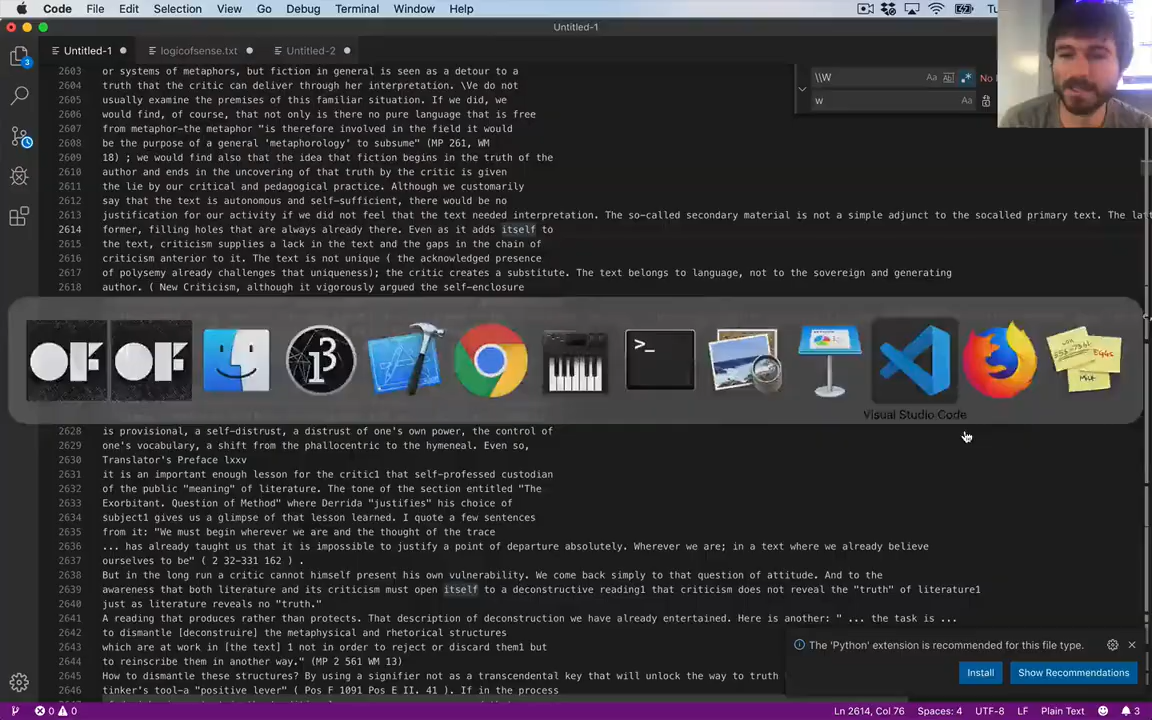 Code File Edit Selection View Go Debug Terminal Window Help
Untitled-1
Untitled-1 logicofsense.txt Untitled-2
\\W
No
w
2603 or systems of metaphors, but fiction in general is seen as a detour to a
2604 truth that the critic can deliver through her interpretation. \Ve do not
2605 usually examine the premises of this familiar situation. If we did, we
2606 would find, of course, that not only is there no pure language that is free
2607 from metaphor-the metaphor "is therefore involved in the field it would
2608 be the purpose of a general 'metaphorology' to subsume" (MP 261, WM
2609 18) ; we would find also that the idea that fiction begins in the truth of the
2610 author and ends in the uncovering of that truth by the critic is given
2611 the lie by our critical and pedagogical practice. Although we customarily
2612 say that the text is autonomous and self-sufficient, there would be no
2613 justification for our activity if we did not feel that the text needed interpretation. The so-called secondary material is not a simple adjunct to the socalled primary text. The
2614 former, filling holes that are always already there. Even as it adds itself to
2615 the text, criticism supplies a lack in the text and the gaps in the chain of
2616 criticism anterior to it. The text is not unique ( the acknowledged presence
2617 of polysemy already challenges that uniqueness); the critic creates a substitute. The text belongs to language, not to the sovereign and generating
2618 author. ( New Criticism, although it vigorously argued the self-enclosure
OF OF
i3
>_
EGGS
MILK
Visual Studio Code
2628 is provisional, a self-distrust, a distrust of one's own power, the control of
2629 one's vocabulary, a shift from the phallocentric to the hymeneal. Even so,
2630 Translator's Preface lxxv
2631 it is an important enough lesson for the critic1 that self-professed custodian
2632 of the public "meaning" of literature. The tone of the section entitled "The
2633 Exorbitant. Question of Method" where Derrida "justifies" his choice of
2634 subject1 gives us a glimpse of that lesson learned. I quote a few sentences
2635 from it: "We must begin wherever we are and the thought of the trace
2636 ... has already taught us that it is impossible to justify a point of departure absolutely. Wherever we are; in a text where we already believe
2637 ourselves to be" ( 2 32-331 162 ) .
2638 But in the long run a critic cannot himself present his own vulnerability. We come back simply to that question of attitude. And to the
2639 awareness that both literature and its criticism must open itself to a deconstructive reading1 that criticism does not reveal the "truth" of literature1
2640 just as literature reveals no "truth."
2641 A reading that produces rather than protects. That description of deconstruction we have already entertained. Here is another: " ... the task is ...
2642 to dismantle [deconstruire] the metaphysical and rhetorical structures
2643 which are at work in [the text] 1 not in order to reject or discard them1 but
2644 to reinscribe them in another way." (MP 2 561 WM 13)
2645 How to dismantle these structures? By using a signifier not as a transcendental key that will unlock the way to truth
2646 tinker's tool-a "positive lever" ( Pos F 1091 Pos E II. 41 ). If in the process
The 'Python' extension is recommended for this file type.
Install Show Recommendations
0 0 Ln 2614, Col 76 Spaces: 4 UTF-8 LF Plain Text 3